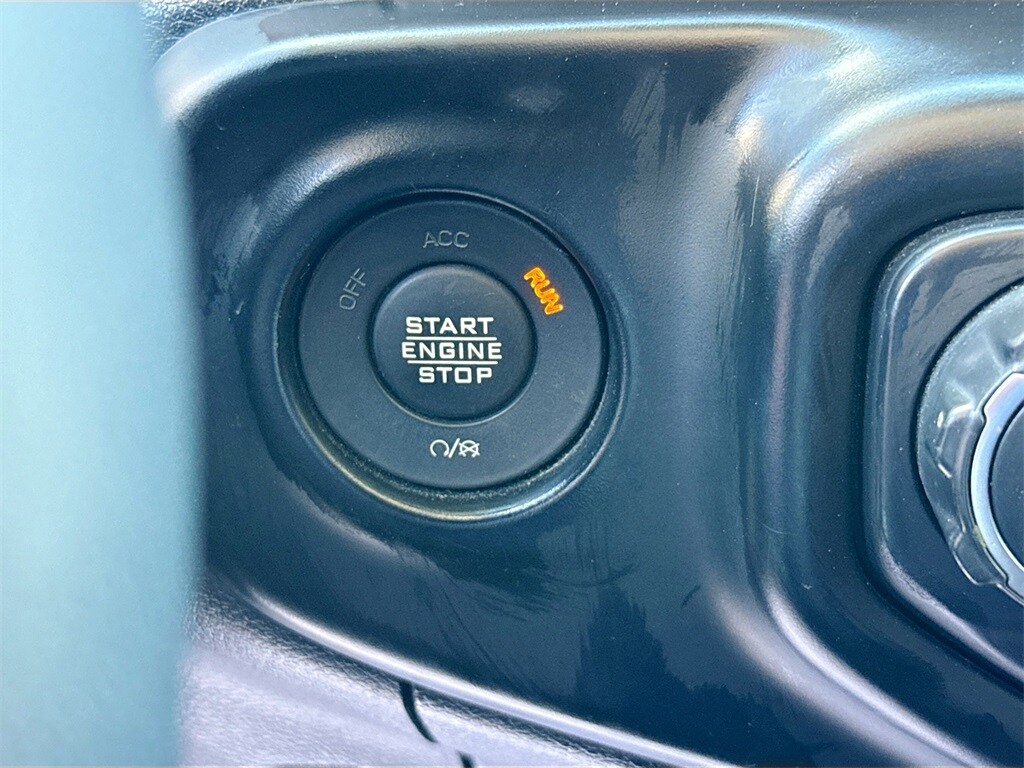 ACC
OFF
RUN
START
ENGINE
STOP